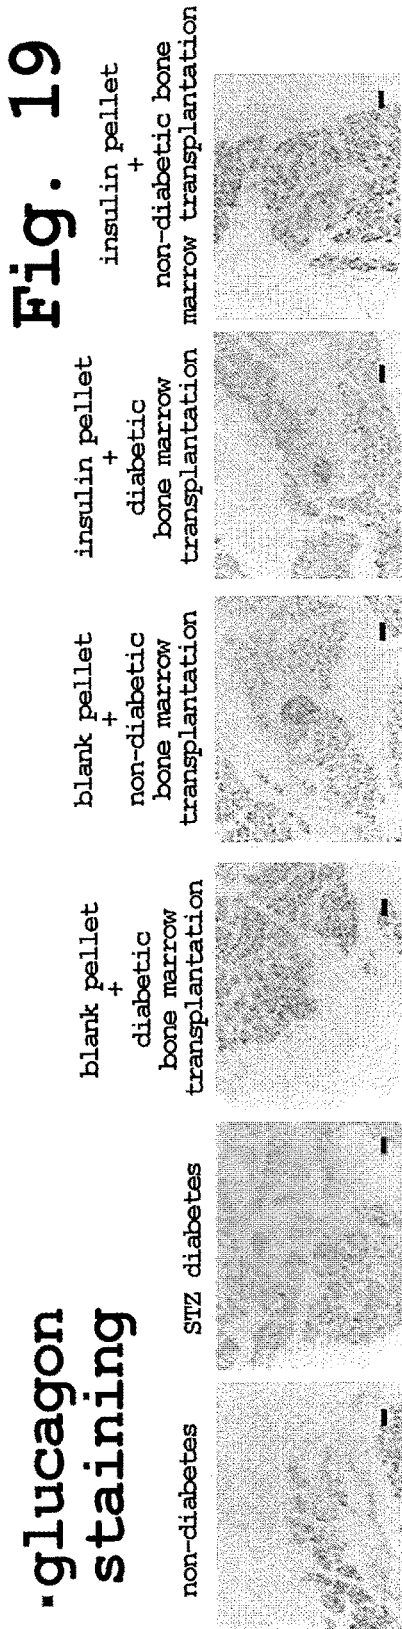 Fig. 19
·glucagon
staining
non-diabetes
STZ diabetes
blank pellet
+
diabetic
bone marrow
transplantation
blank pellet
+
non-diabetic
bone marrow
transplantation
insulin pellet
+
diabetic
bone marrow
transplantation
insulin pellet
+
non-diabetic bone
marrow transplantation